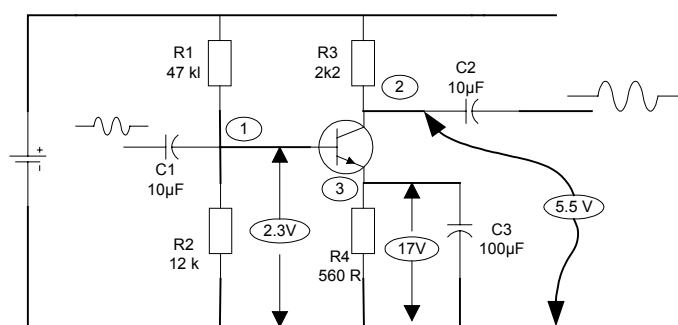 R1
47 kl
R3
2k2
C2
10µF
1
2
+
-
C1
10µF
3
5.5 V
2.3V
17V
C3
100µF
R2
12 k
R4
560 R